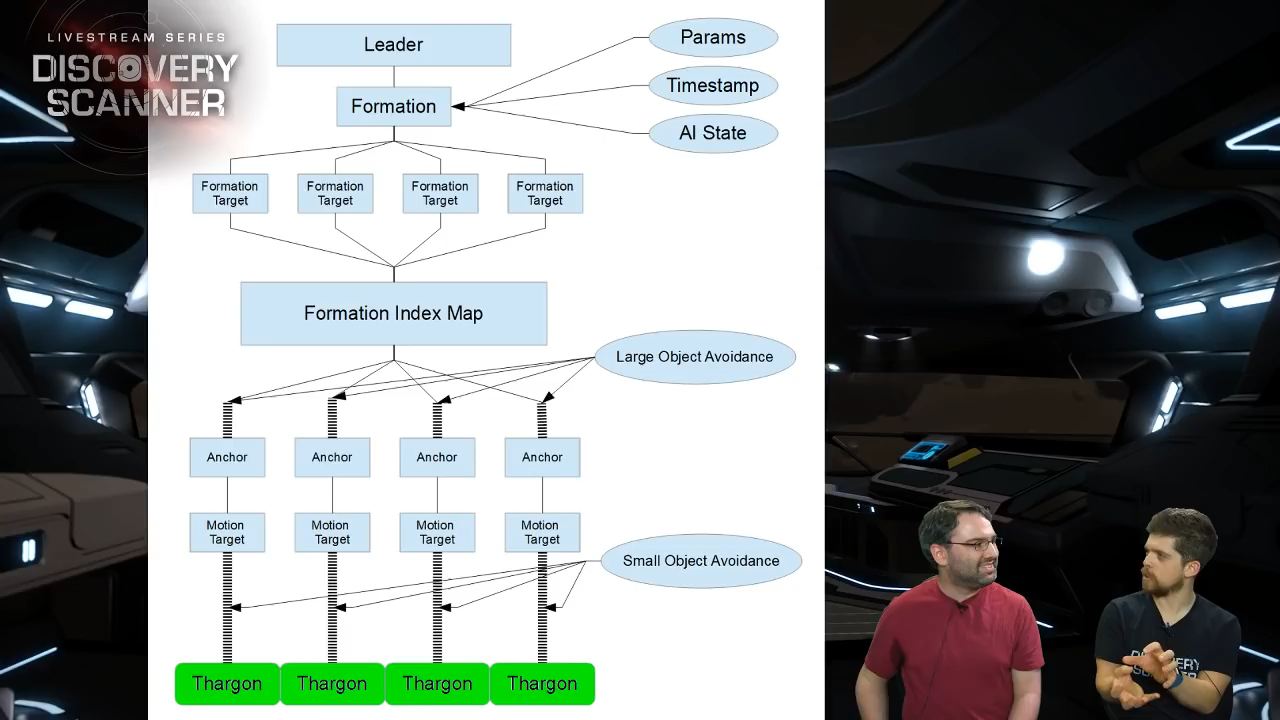 LIVESTREAM SERIES
DISCOVERY
SCANNER
Leader
Params
Timestamp
AI State
Formation
Formation
Target
Formation
Target
Formation
Target
Formation
Target
Formation Index Map
Large Object Avoidance
Anchor
Anchor
Anchor
Anchor
Motion
Target
Motion
Target
Motion
Target
Motion
Target
Small Object Avoidance
Thargon
Thargon
Thargon
Thargon
DISCOVERY
SCANNER